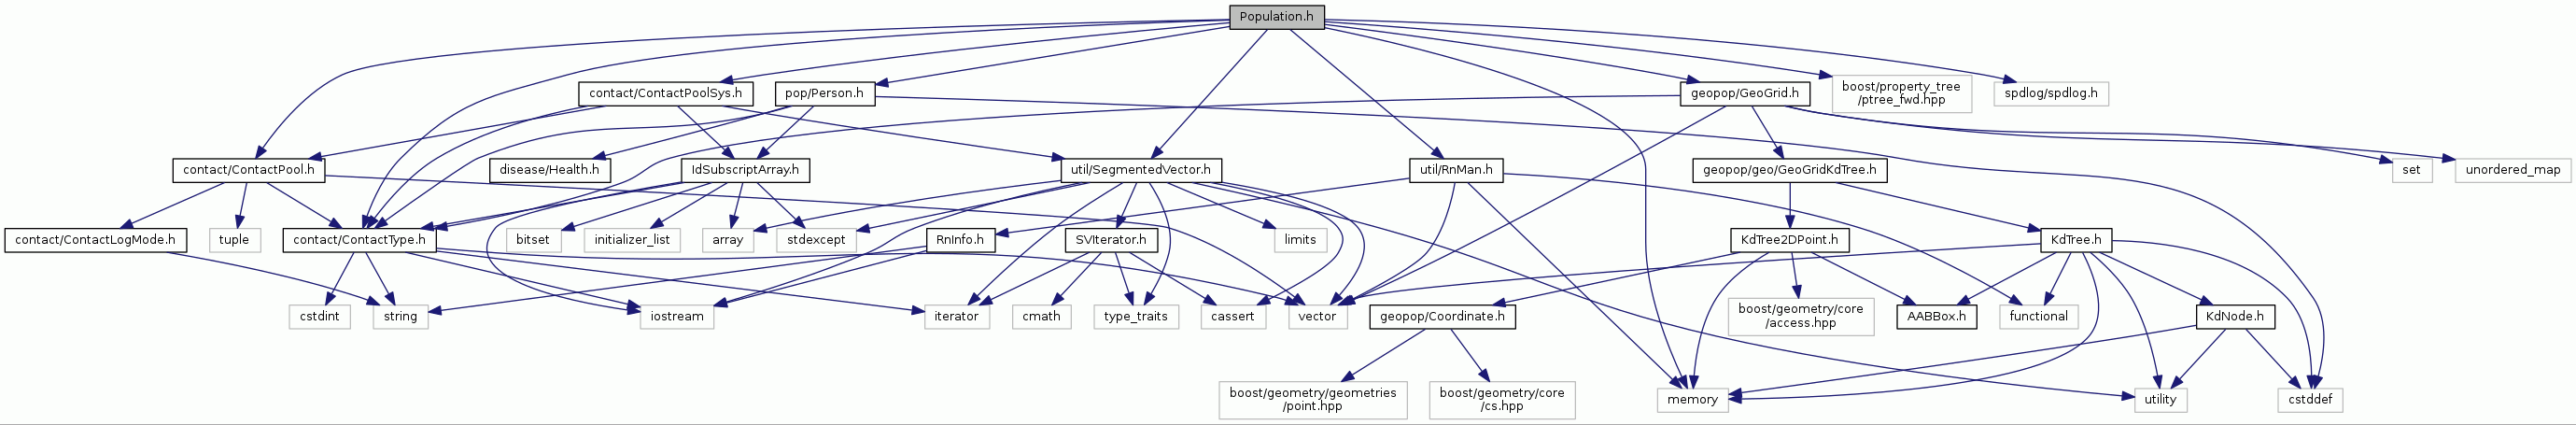 Population.h
contact/ContactPoolSys.h
pop/Person.h
geopop/GeoGrid.h
boost/property_tree
/ptree_fwd.hpp
spdlog/spdlog.h
contact/ContactPool.h
disease/Health.h
IdSubscriptArray.h
util/SegmentedVector.h
util/RnMan.h
geopop/geo/GeoGridKdTree.h
set
unordered_map
contact/ContactLogMode.h
tuple
contact/ContactType.h
bitset
initializer_list
array
stdexcept
RnInfo.h
SVIterator.h
limits
KdTree2DPoint.h
KdTree.h
cstdint
string
iostream
iterator
cmath
type_traits
cassert
vector
geopop/Coordinate.h
boost/geometry/core
/access.hpp
AABBox.h
functional
KdNode.h
boost/geometry/geometries
/point.hpp
boost/geometry/core
/cs.hpp
memory
utility
cstddef